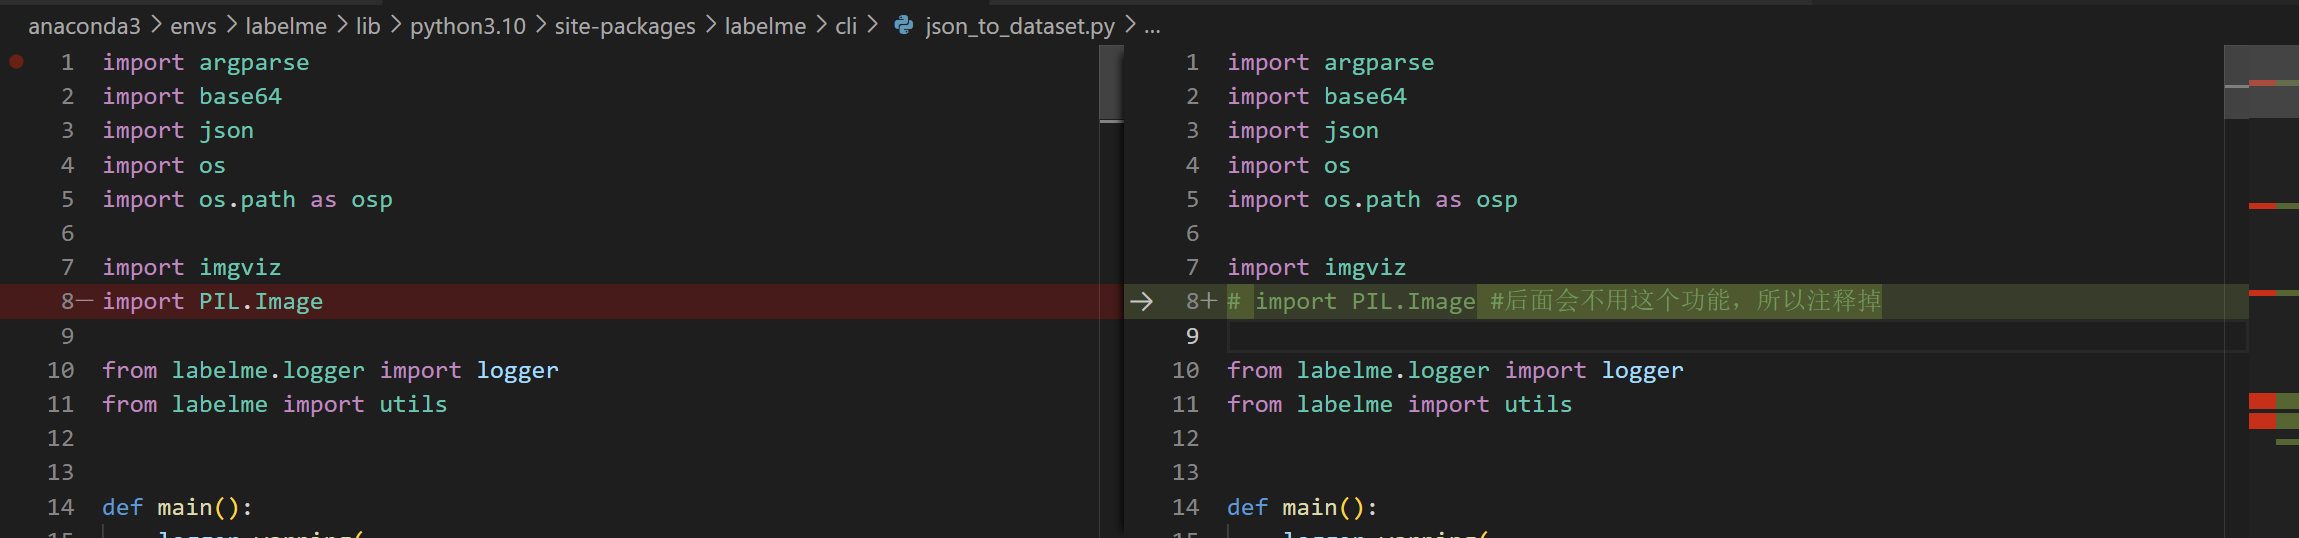 anaconda3 > envs > labelme > lib > python3.10 > site-packages > labelme > cli > json_to_dataset.py > ...
1 import argparse
2 import base64
3 import json
4 import os
5 import os.path as osp
6
7 import imgviz
8− import PIL.Image
9
10 from labelme.logger import logger
11 from labelme import utils
12
13
14 def main():
1 import argparse
2 import base64
3 import json
4 import os
5 import os.path as osp
6
7 import imgviz
8+ # import PIL.Image #后面会不用这个功能，所以注释掉
9
10 from labelme.logger import logger
11 from labelme import utils
12
13
14 def main():